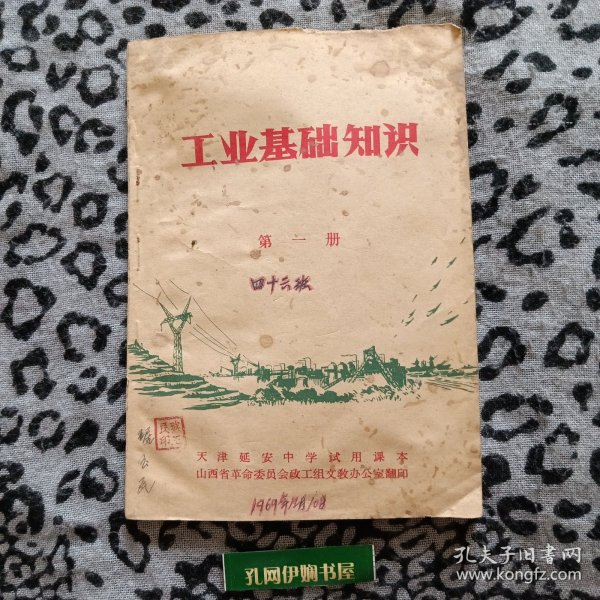 工业基础知识
第一册
四十六班
天津延安中学试用课本
山西省革命委员会政工组文教办公室翻印
1969年12月10日
孔网伊娴书屋
孔夫子旧书网
www.kongfz.com